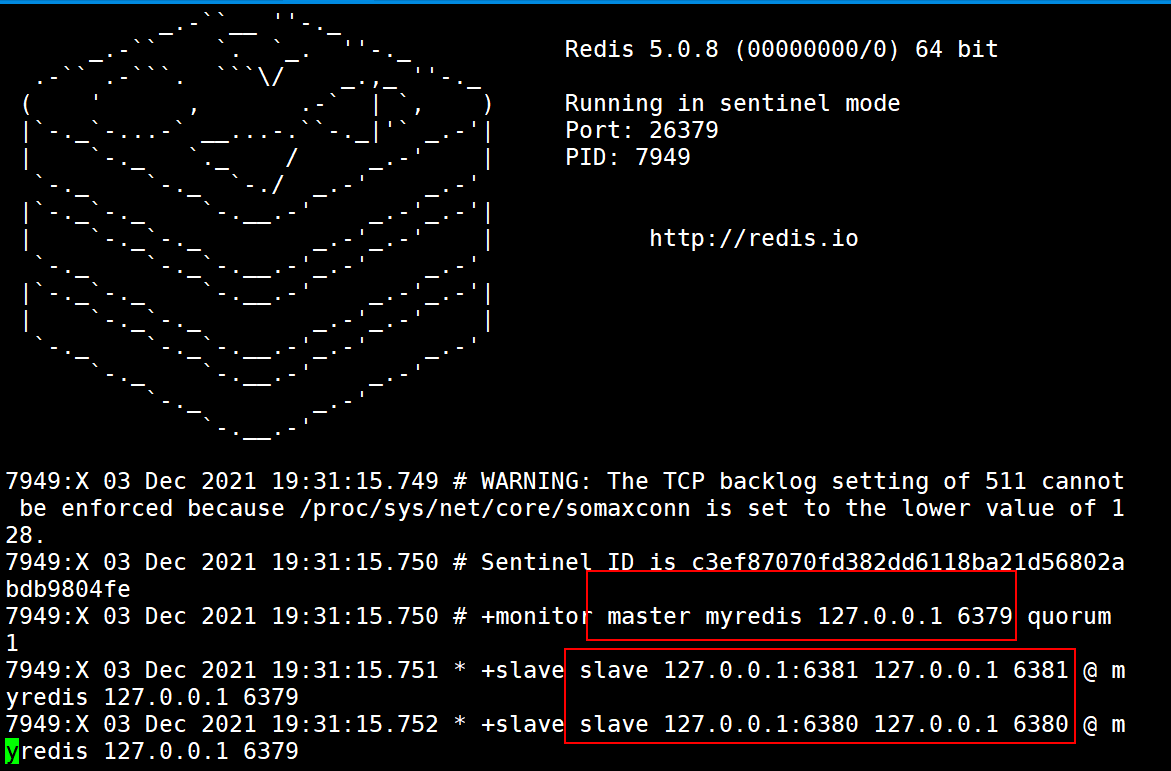 Redis 5.0.8 (00000000/0) 64 bit
Running in sentinel mode
Port: 26379
PID: 7949
http://redis.io
7949:X 03 Dec 2021 19:31:15.749 # WARNING: The TCP backlog setting of 511 cannot
be enforced because /proc/sys/net/core/somaxconn is set to the lower value of 1
28.
7949:X 03 Dec 2021 19:31:15.750 # Sentinel ID is c3ef87070fd382dd6118ba21d56802a
bdb9804fe
7949:X 03 Dec 2021 19:31:15.750 # +monitor master myredis 127.0.0.1 6379 quorum
1
7949:X 03 Dec 2021 19:31:15.751 * +slave slave 127.0.0.1:6381 127.0.0.1 6381 @ m
yredis 127.0.0.1 6379
7949:X 03 Dec 2021 19:31:15.752 * +slave slave 127.0.0.1:6380 127.0.0.1 6380 @ m
yredis 127.0.0.1 6379